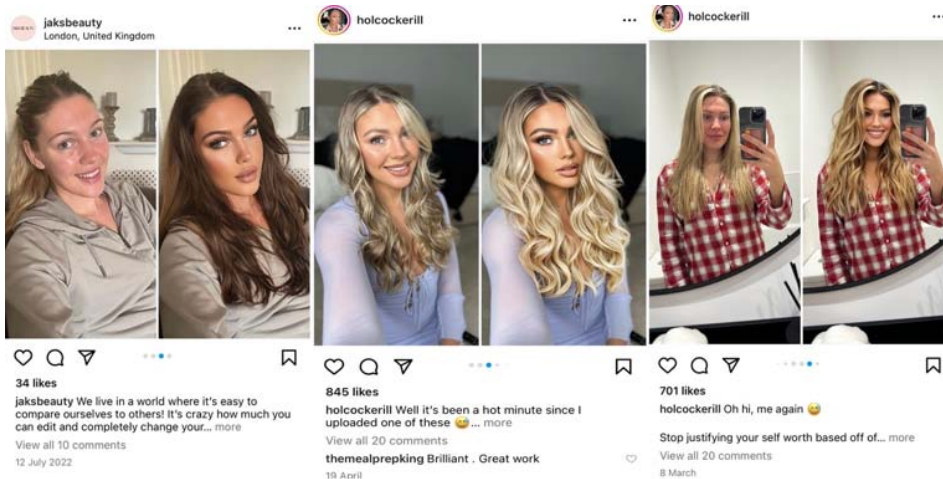 jaksbeauty
London, United Kingdom
34 likes
jaksbeauty We live in a world where it's easy to
compare ourselves to others! It's crazy how much you
can edit and completely change your... more
View all 10 comments
12 July 2022
holcockerill
845 likes
holcockerill Well it's been a hot minute since I
uploaded one of these 😅... more
View all 20 comments
themealprepking Brilliant . Great work
19 April
holcockerill
701 likes
holcockerill Oh hi, me again 😅
Stop justifying your self worth based off of... more
View all 20 comments
8 March